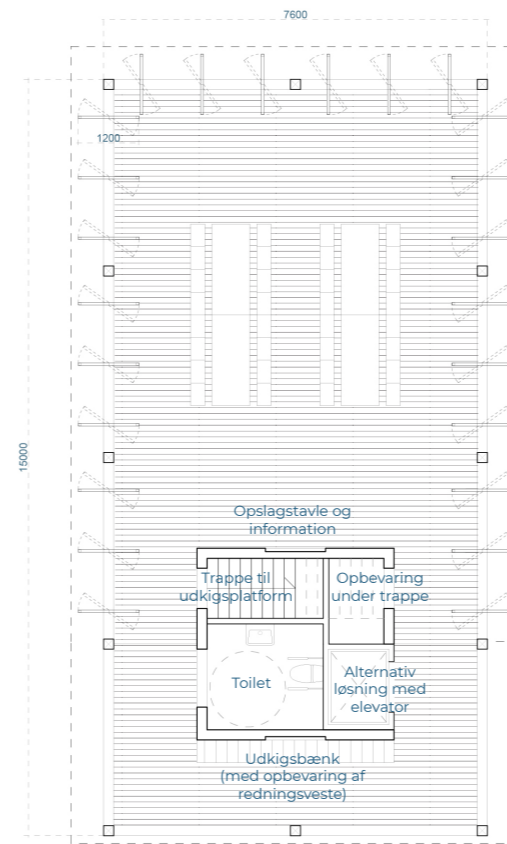 7600
1200
15000
Opslagstavle og
information
Trappe til
udkigsplatform
Opbevaring
under trappe
Toilet
Alternativ
løsning med
elevator
Udkigsbænk
(med opbevaring af
redningsveste)